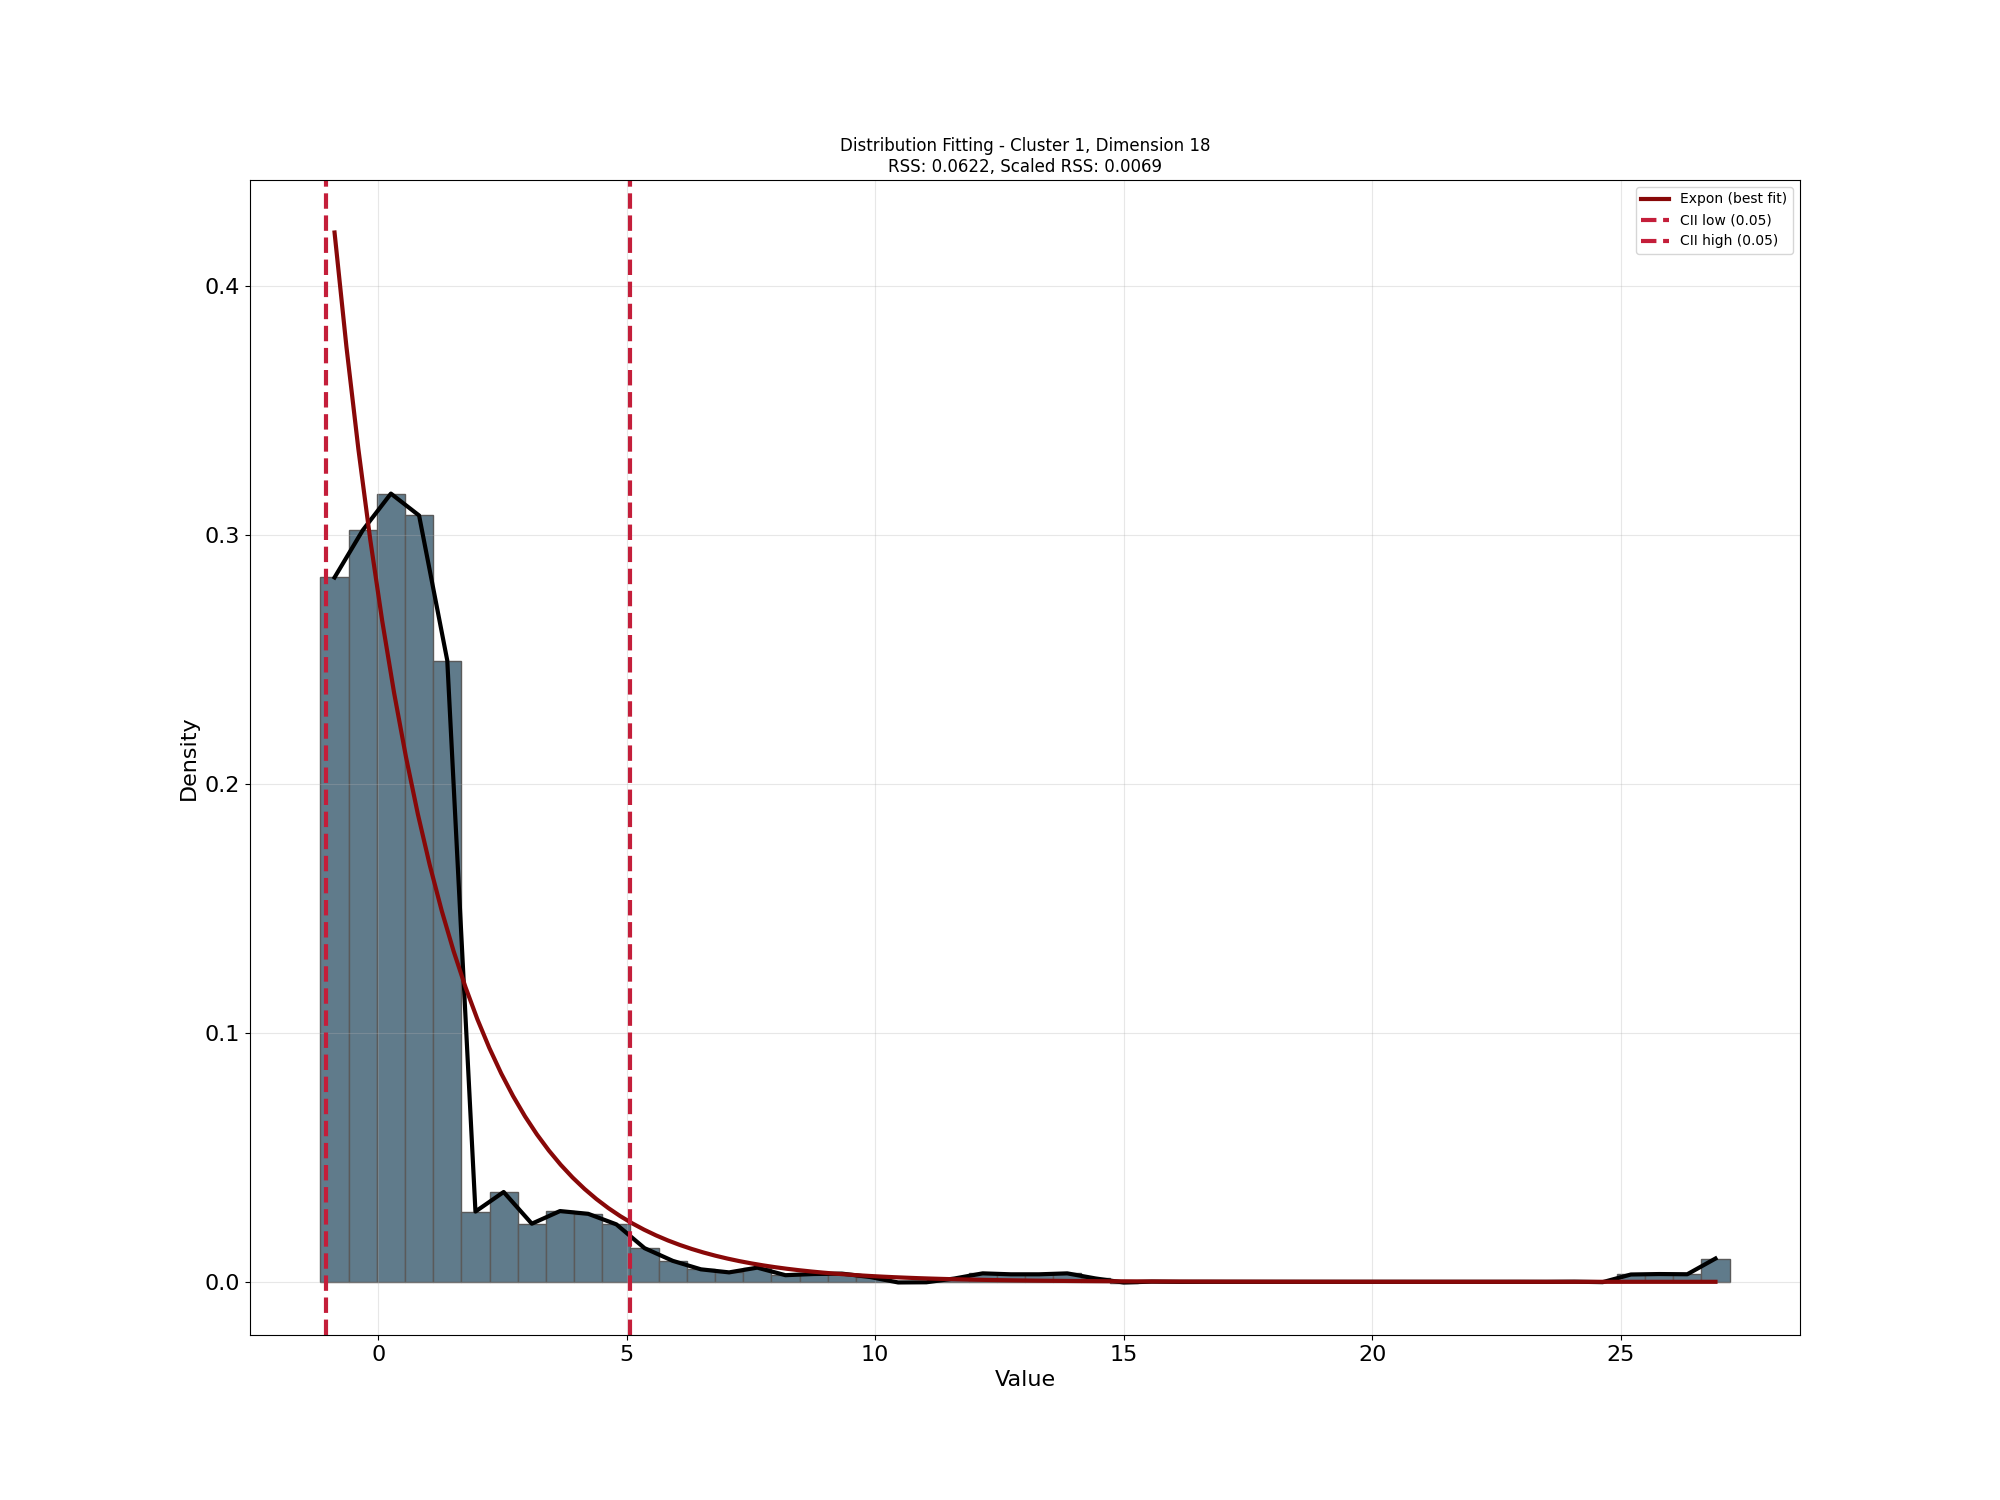 Distribution Fitting - Cluster 1, Dimension 18
RSS: 0.0622, Scaled RSS: 0.0069
Expon (best fit)
CII low (0.05)
CII high (0.05)
0.4
0.3
0.2
0.1
0.0
Density
0 5 10 15 20 25
Value